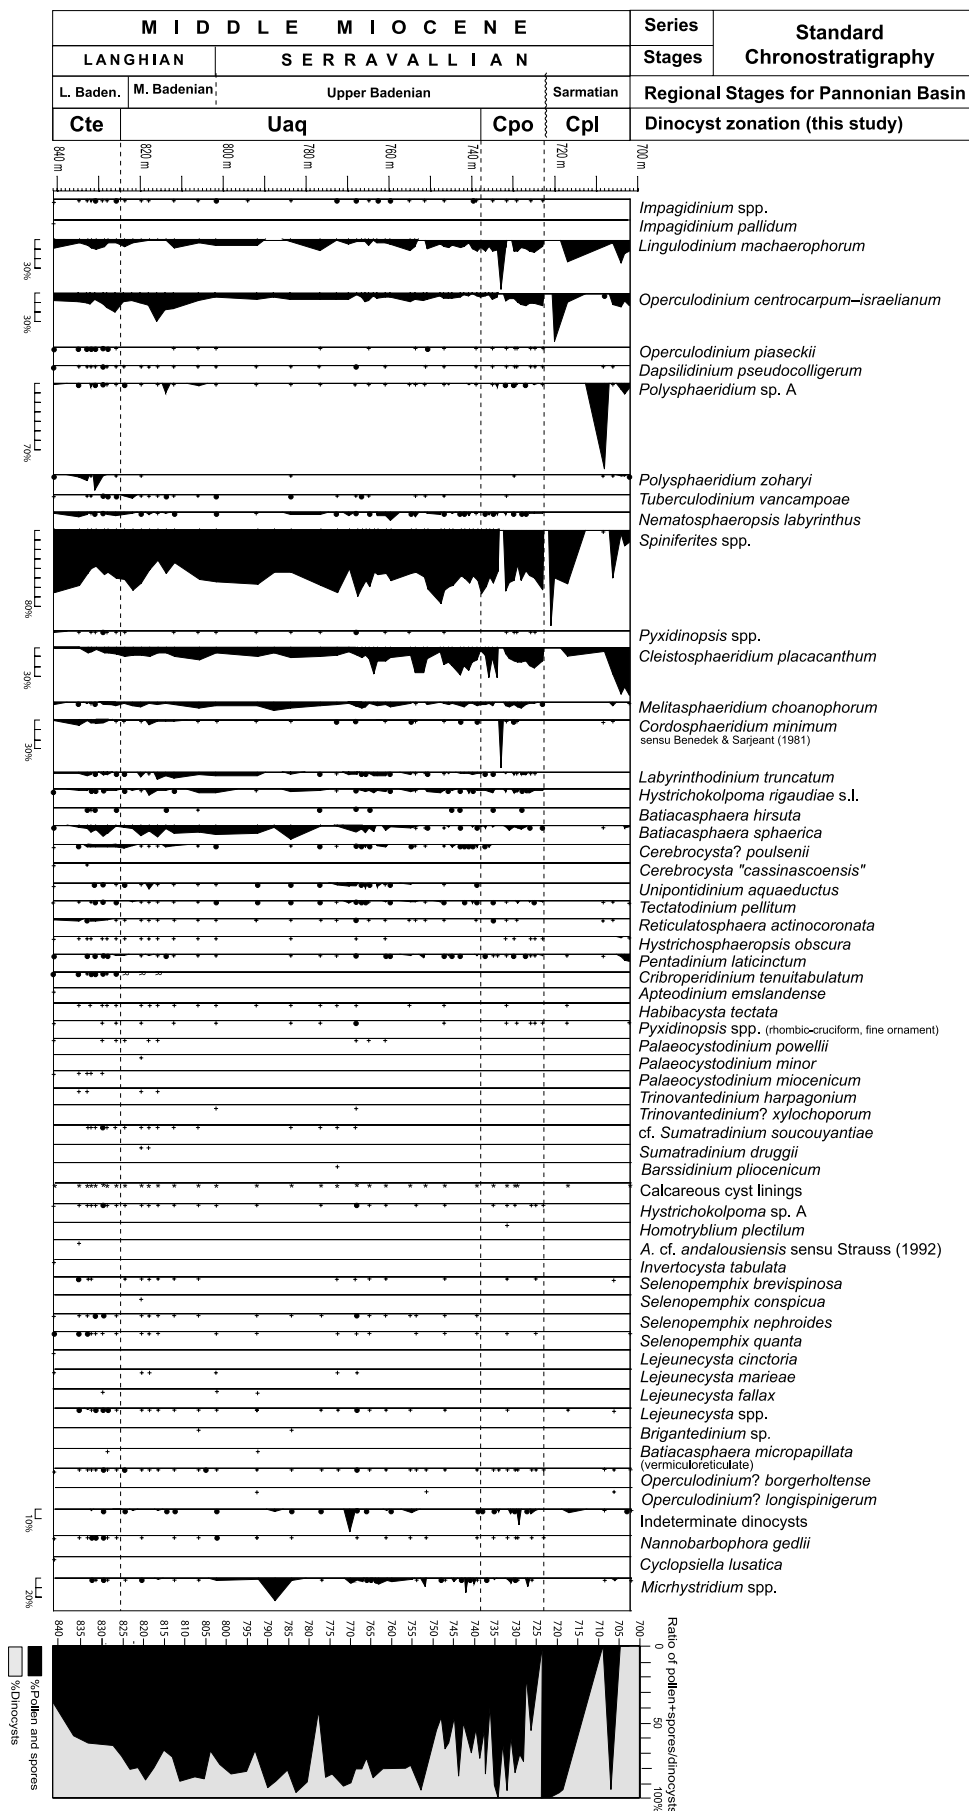 M I D D L E M I O C E N E
Series
Standard Chronostratigraphy
LANGHIAN
S E R R A V A L L I A N
Stages
L. Baden.
M. Badenian
Upper Badenian
Sarmatian
Regional Stages for Pannonian Basin
Cte
Uaq
Cpo
Cpl
Dinocyst zonation (this study)
840 m
820 m
800 m
780 m
760 m
740 m
720 m
700 m
Impagidinium spp.
Impagidinium pallidum
Lingulodinium machaerophorum
30%
Operculodinium centrocarpum–israelianum
30%
Operculodinium piaseckii
Dapsilidinium pseudocolligerum
Polysphaeridium sp. A
70%
Polysphaeridium zoharyi
Tuberculodinium vancampoae
Nematosphaeropsis labyrinthus
Spiniferites spp.
80%
Pyxidinopsis spp.
Cleistosphaeridium placacanthum
30%
Melitasphaeridium choanophorum
Cordosphaeridium minimum
sensu Benedek & Sarjeant (1981)
30%
Labyrinthodinium truncatum
Hystrichokolpoma rigaudiae s.l.
Batiacasphaera hirsuta
Batiacasphaera sphaerica
Cerebrocysta? poulsenii
Cerebrocysta "cassinascoensis"
Unipontidinium aquaeductus
Tectatodinium pellitum
Reticulatosphaera actinocoronata
Hystrichosphaeropsis obscura
Pentadinium laticinctum
Cribroperidinium tenuitabulatum
Apteodinium emslandense
Habibacysta tectata
Pyxidinopsis spp. (rhombic-cruciform, fine ornament)
Palaeocystodinium powellii
Palaeocystodinium minor
Palaeocystodinium miocenicum
Trinovantedinium harpagonium
Trinovantedinium? xylochoporum
cf. Sumatradinium soucouyantiae
Sumatradinium druggii
Barssidinium pliocenicum
Calcareous cyst linings
Hystrichokolpoma sp. A
Homotryblium plectilum
A. cf. andalousiensis sensu Strauss (1992)
Invertocysta tabulata
Selenopemphix brevispinosa
Selenopemphix conspicua
Selenopemphix nephroides
Selenopemphix quanta
Lejeunecysta cinctoria
Lejeunecysta marieae
Lejeunecysta fallax
Lejeunecysta spp.
Brigantedinium sp.
Batiacasphaera micropapillata
(vermiculoreticulate)
Operculodinium? borgerholtense
Operculodinium? longispinigerum
Indeterminate dinocysts
10%
Nannobarbophora gedlii
Cyclopsiella lusatica
Micrhystridium spp.
20%
840
835
830
825
820
815
810
805
800
795
790
785
780
775
770
765
760
755
750
745
740
735
730
725
720
715
710
705
700
Ratio of pollen+spores/dinocysts
0
50
100%
%Pollen and spores
%Dinocysts